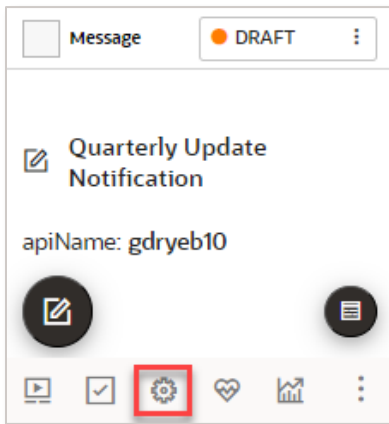 Message
DRAFT
Quarterly Update
Notification
apiName: gdryeb10